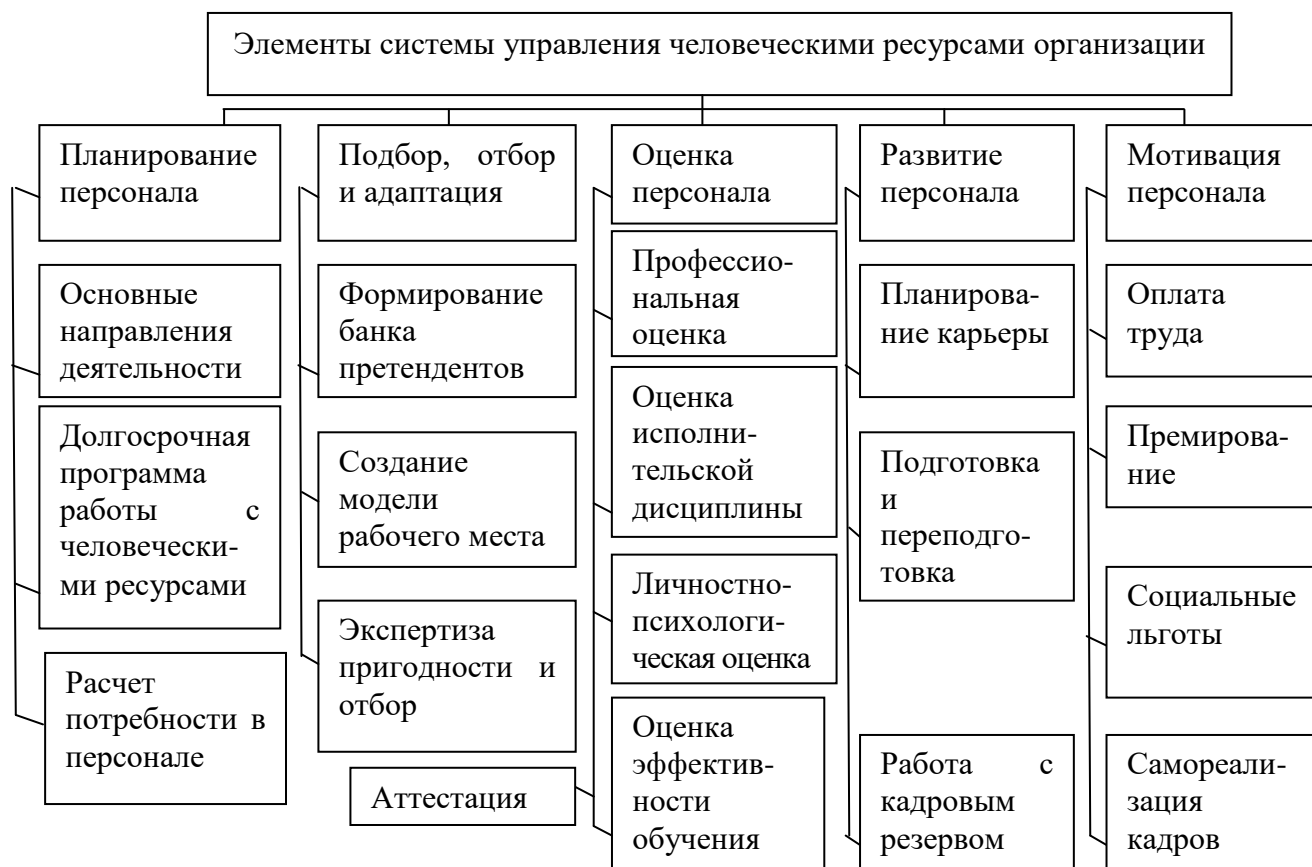 Элементы системы управления человеческими ресурсами организации
Планирование
персонала
Основные
направления
деятельности
Долгосрочная
программа
работы с
человечески-
ми ресурсами
Расчет
потребности в
персонале
Подбор, отбор
и адаптация
Формирование
банка
претендентов
Создание
модели
рабочего места
Экспертиза
пригодности и
отбор
Оценка
персонала
Профессио-
нальная
оценка
Оценка
исполни-
тельской
дисциплины
Личностно-
психологи-
ческая оценка
Аттестация
Оценка
эффектив-
ности
обучения
Развитие
персонала
Планирова-
ние карьеры
Подготовка
и
переподго-
товка
Работа с
кадровым
резервом
Мотивация
персонала
Оплата
труда
Премирова-
ние
Социальные
льготы
Самореали-
зация
кадров